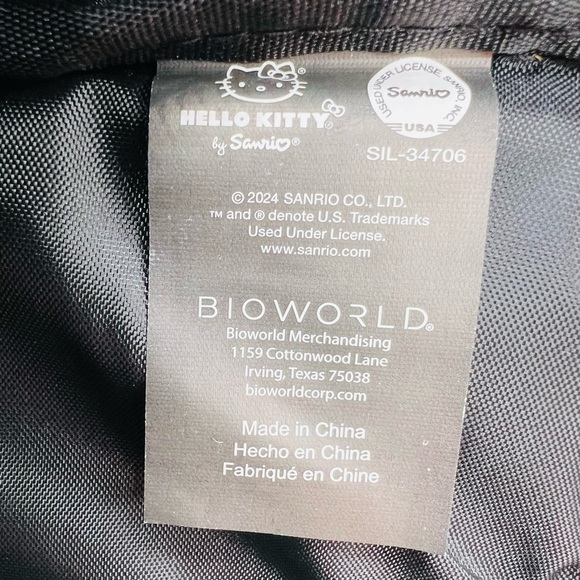 HELLO KITTY®
by Sanrio®
USED UNDER LICENSE. SANRIO, INC.
Sanrio
USA
SIL-34706
© 2024 SANRIO CO., LTD.
™ and ® denote U.S. Trademarks
Used Under License.
www.sanrio.com
BIOWORLD®
Bioworld Merchandising
1159 Cottonwood Lane
Irving, Texas 75038
bioworldcorp.com
Made in China
Hecho en China
Fabriqué en Chine